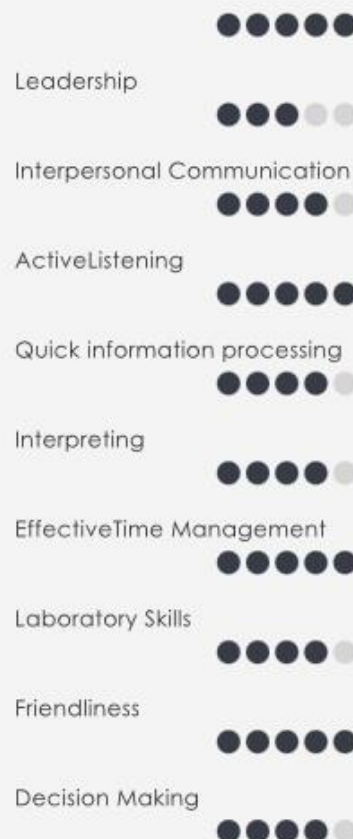 Leadership
Interpersonal Communication
ActiveListening
Quick information processing
Interpreting
EffectiveTime Management
Laboratory Skills
Friendliness
Decision Making